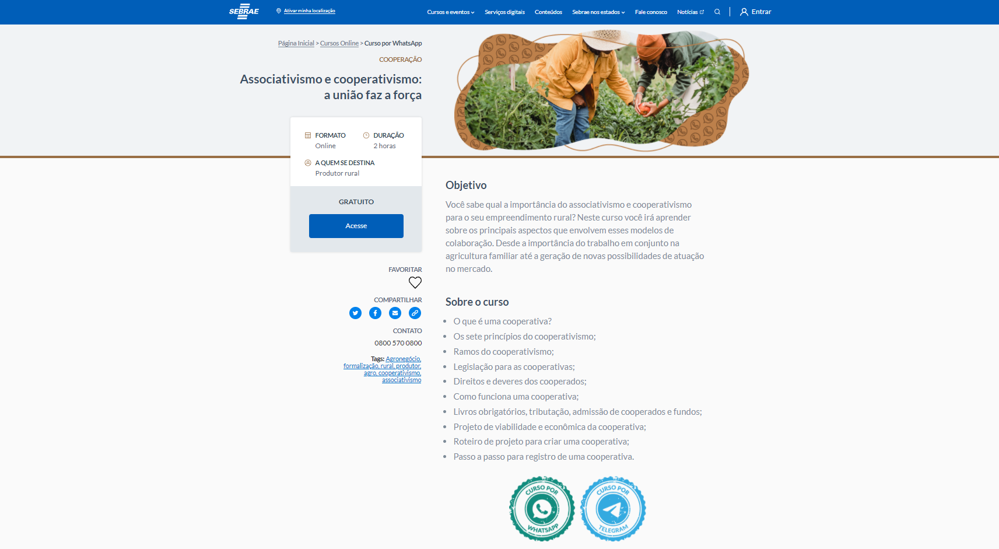 SEBRAE
Ativar minha localização
Cursos e eventos
Serviços digitais
Conteúdos
Sebrae nos estados
Fale conosco
Notícias
Entrar
Página Inicial > Cursos Online > Curso por WhatsApp
COOPERAÇÃO
Associativismo e cooperativismo:
a união faz a força
FORMATO
Online
DURAÇÃO
2 horas
A QUEM SE DESTINA
Produtor rural
GRATUITO
Acesse
FAVORITAR
COMPARTILHAR
CONTATO
0800 570 0800
Tags: Agronegócio,
formalização, rural, produtor,
agro, cooperativismo,
associativismo
Objetivo
Você sabe qual a importância do associativismo e cooperativismo
para o seu empreendimento rural? Neste curso você irá aprender
sobre os principais aspectos que envolvem esses modelos de
colaboração. Desde a importância do trabalho em conjunto na
agricultura familiar até a geração de novas possibilidades de atuação
no mercado.
Sobre o curso
• O que é uma cooperativa?
• Os sete princípios do cooperativismo;
• Ramos do cooperativismo;
• Legislação para as cooperativas;
• Direitos e deveres dos cooperados;
• Como funciona uma cooperativa;
• Livros obrigatórios, tributação, admissão de cooperados e fundos;
• Projeto de viabilidade e econômica da cooperativa;
• Roteiro de projeto para criar uma cooperativa;
• Passo a passo para registro de uma cooperativa.
CURSO POR
WHATSAPP
CURSO POR
TELEGRAM